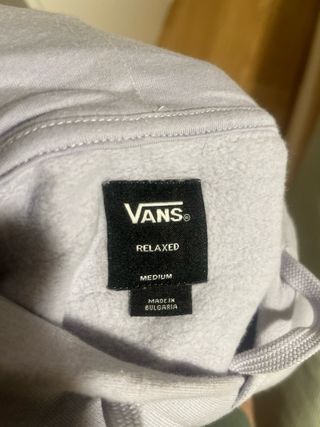 VANS®
RELAXED
MEDIUM
MADE IN
BULGARIA